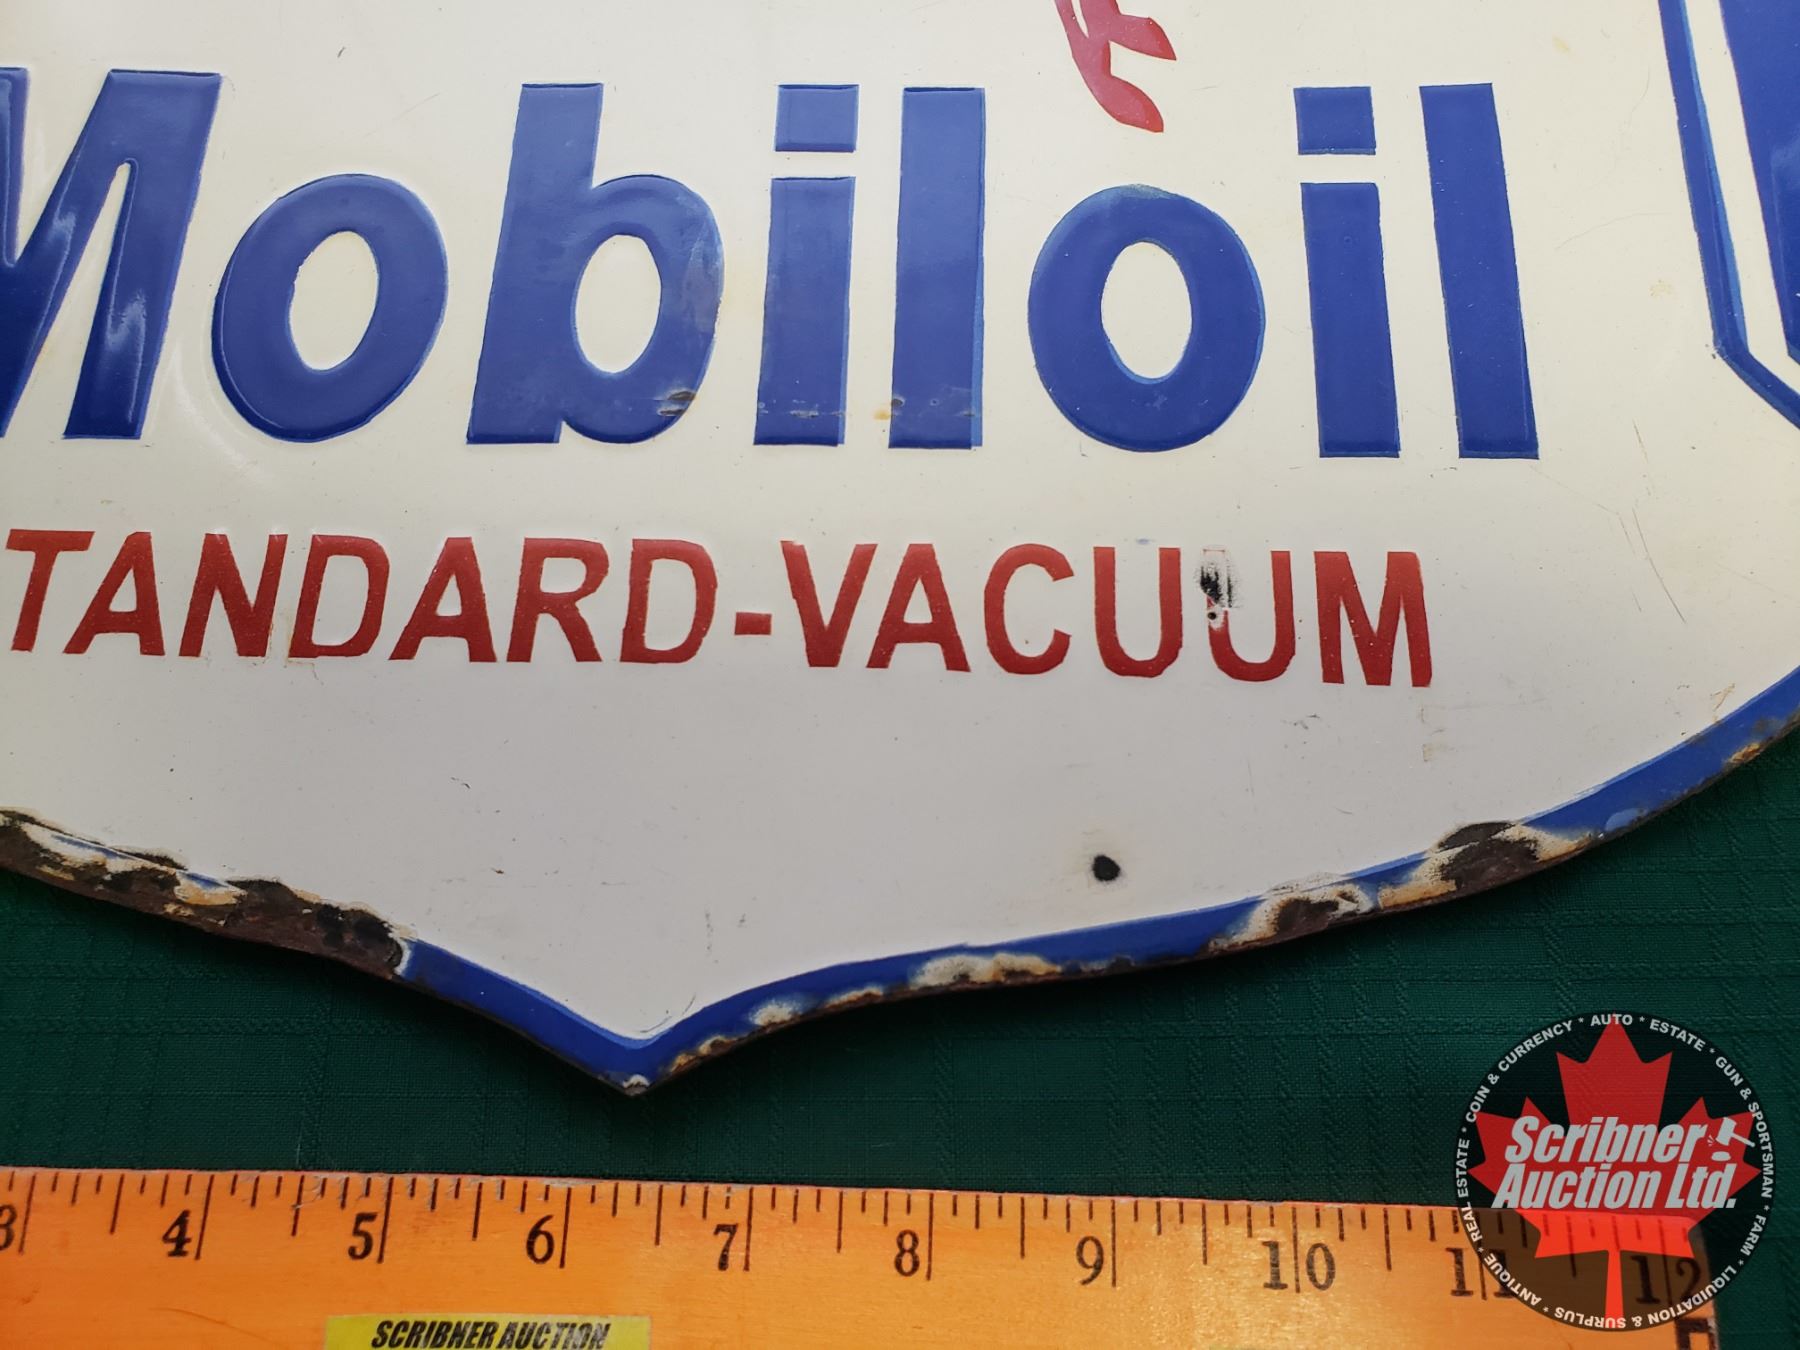 Mobiloil
TANDARD-VACUUM
COIN & CURRENCY * AUTO * ESTATE * GUN & SPORTSMAN * FARM * LIQUIDATION & SURPLUS * ANTIQUE * REAL ESTATE *
Scribner
Auction Ltd.
3 4 5 6 7 8 9 10 11 12
SCRIBNER AUCTION